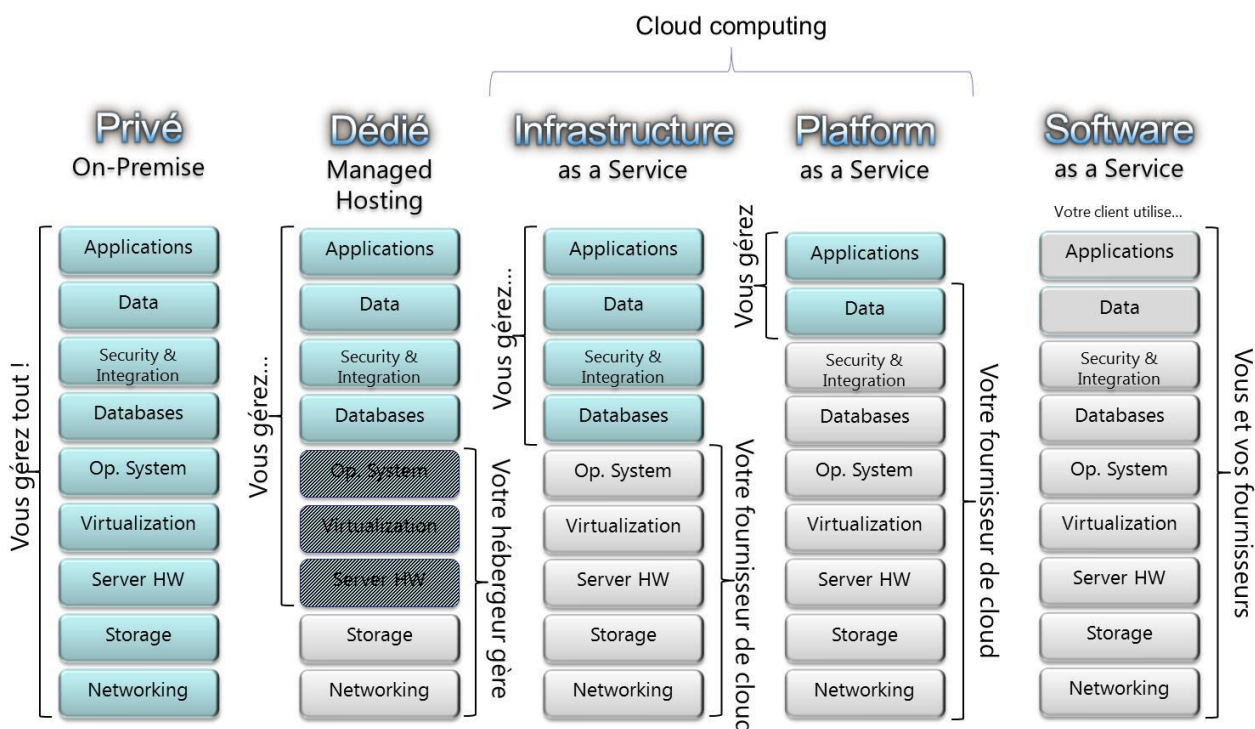 Cloud computing
Privé
On-Premise
Dédié
Managed
Hosting
Infrastructure
as a Service
Platform
as a Service
Software
as a Service
Votre client utilise...
Vous gérez tout !
Applications
Data
Security &
Integration
Databases
Op. System
Virtualization
Server HW
Storage
Networking
Vous gérez...
Applications
Data
Security &
Integration
Databases
Op. System
Virtualization
Server HW
Storage
Networking
Votre hébergeur gère
Vous gérez....
Applications
Data
Security &
Integration
Databases
Op. System
Virtualization
Server HW
Storage
Networking
Votre fournisseur de cloud
Vous gérez
Applications
Data
Security &
Integration
Databases
Op. System
Virtualization
Server HW
Storage
Networking
Votre fournisseur de cloud
Applications
Data
Security &
Integration
Databases
Op. System
Virtualization
Server HW
Storage
Networking
Vous et vos fournisseurs